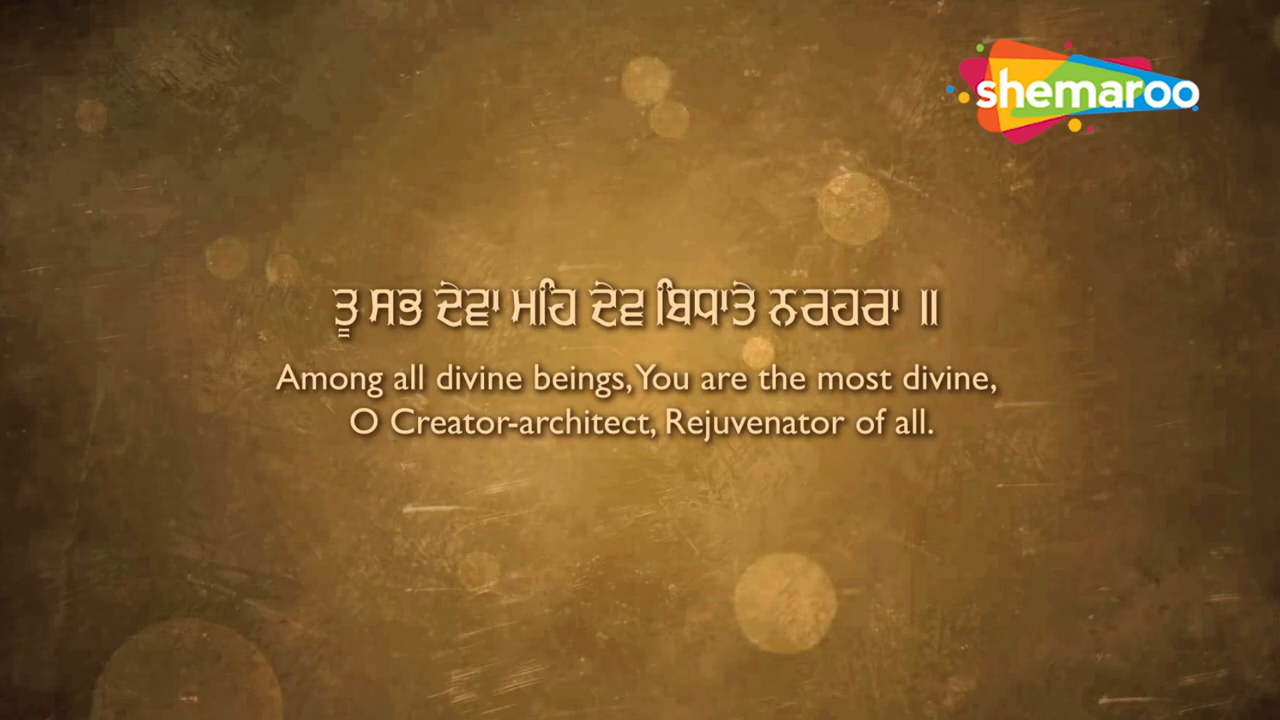 shemaroo
ਤੂ ਸਭ ਦੇਵਾ ਮਹਿ ਦੇਵ ਬਿਧਾਤੇ ਨਰਹਰਾ ॥
Among all divine beings, You are the most divine,
O Creator-architect, Rejuvenator of all.